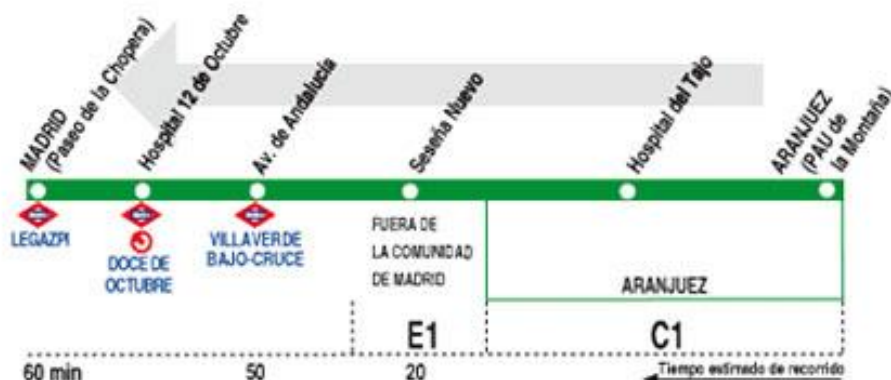 MADRID
(Paseo de la Chopera)
Hospital 12 de Octubre
Av. de Andalucía
Seseña Nuevo
Hospital del Tajo
ARANJUEZ
(PAU de
la Montaña)
LEGAZPI
DOCE DE
OCTUBRE
VILLAVERDE
BAJO-CRUCE
FUERA DE
LA COMUNIDAD
DE MADRID
ARANJUEZ
E1
C1
60 min
50
20
Tiempo estimado de recorrido